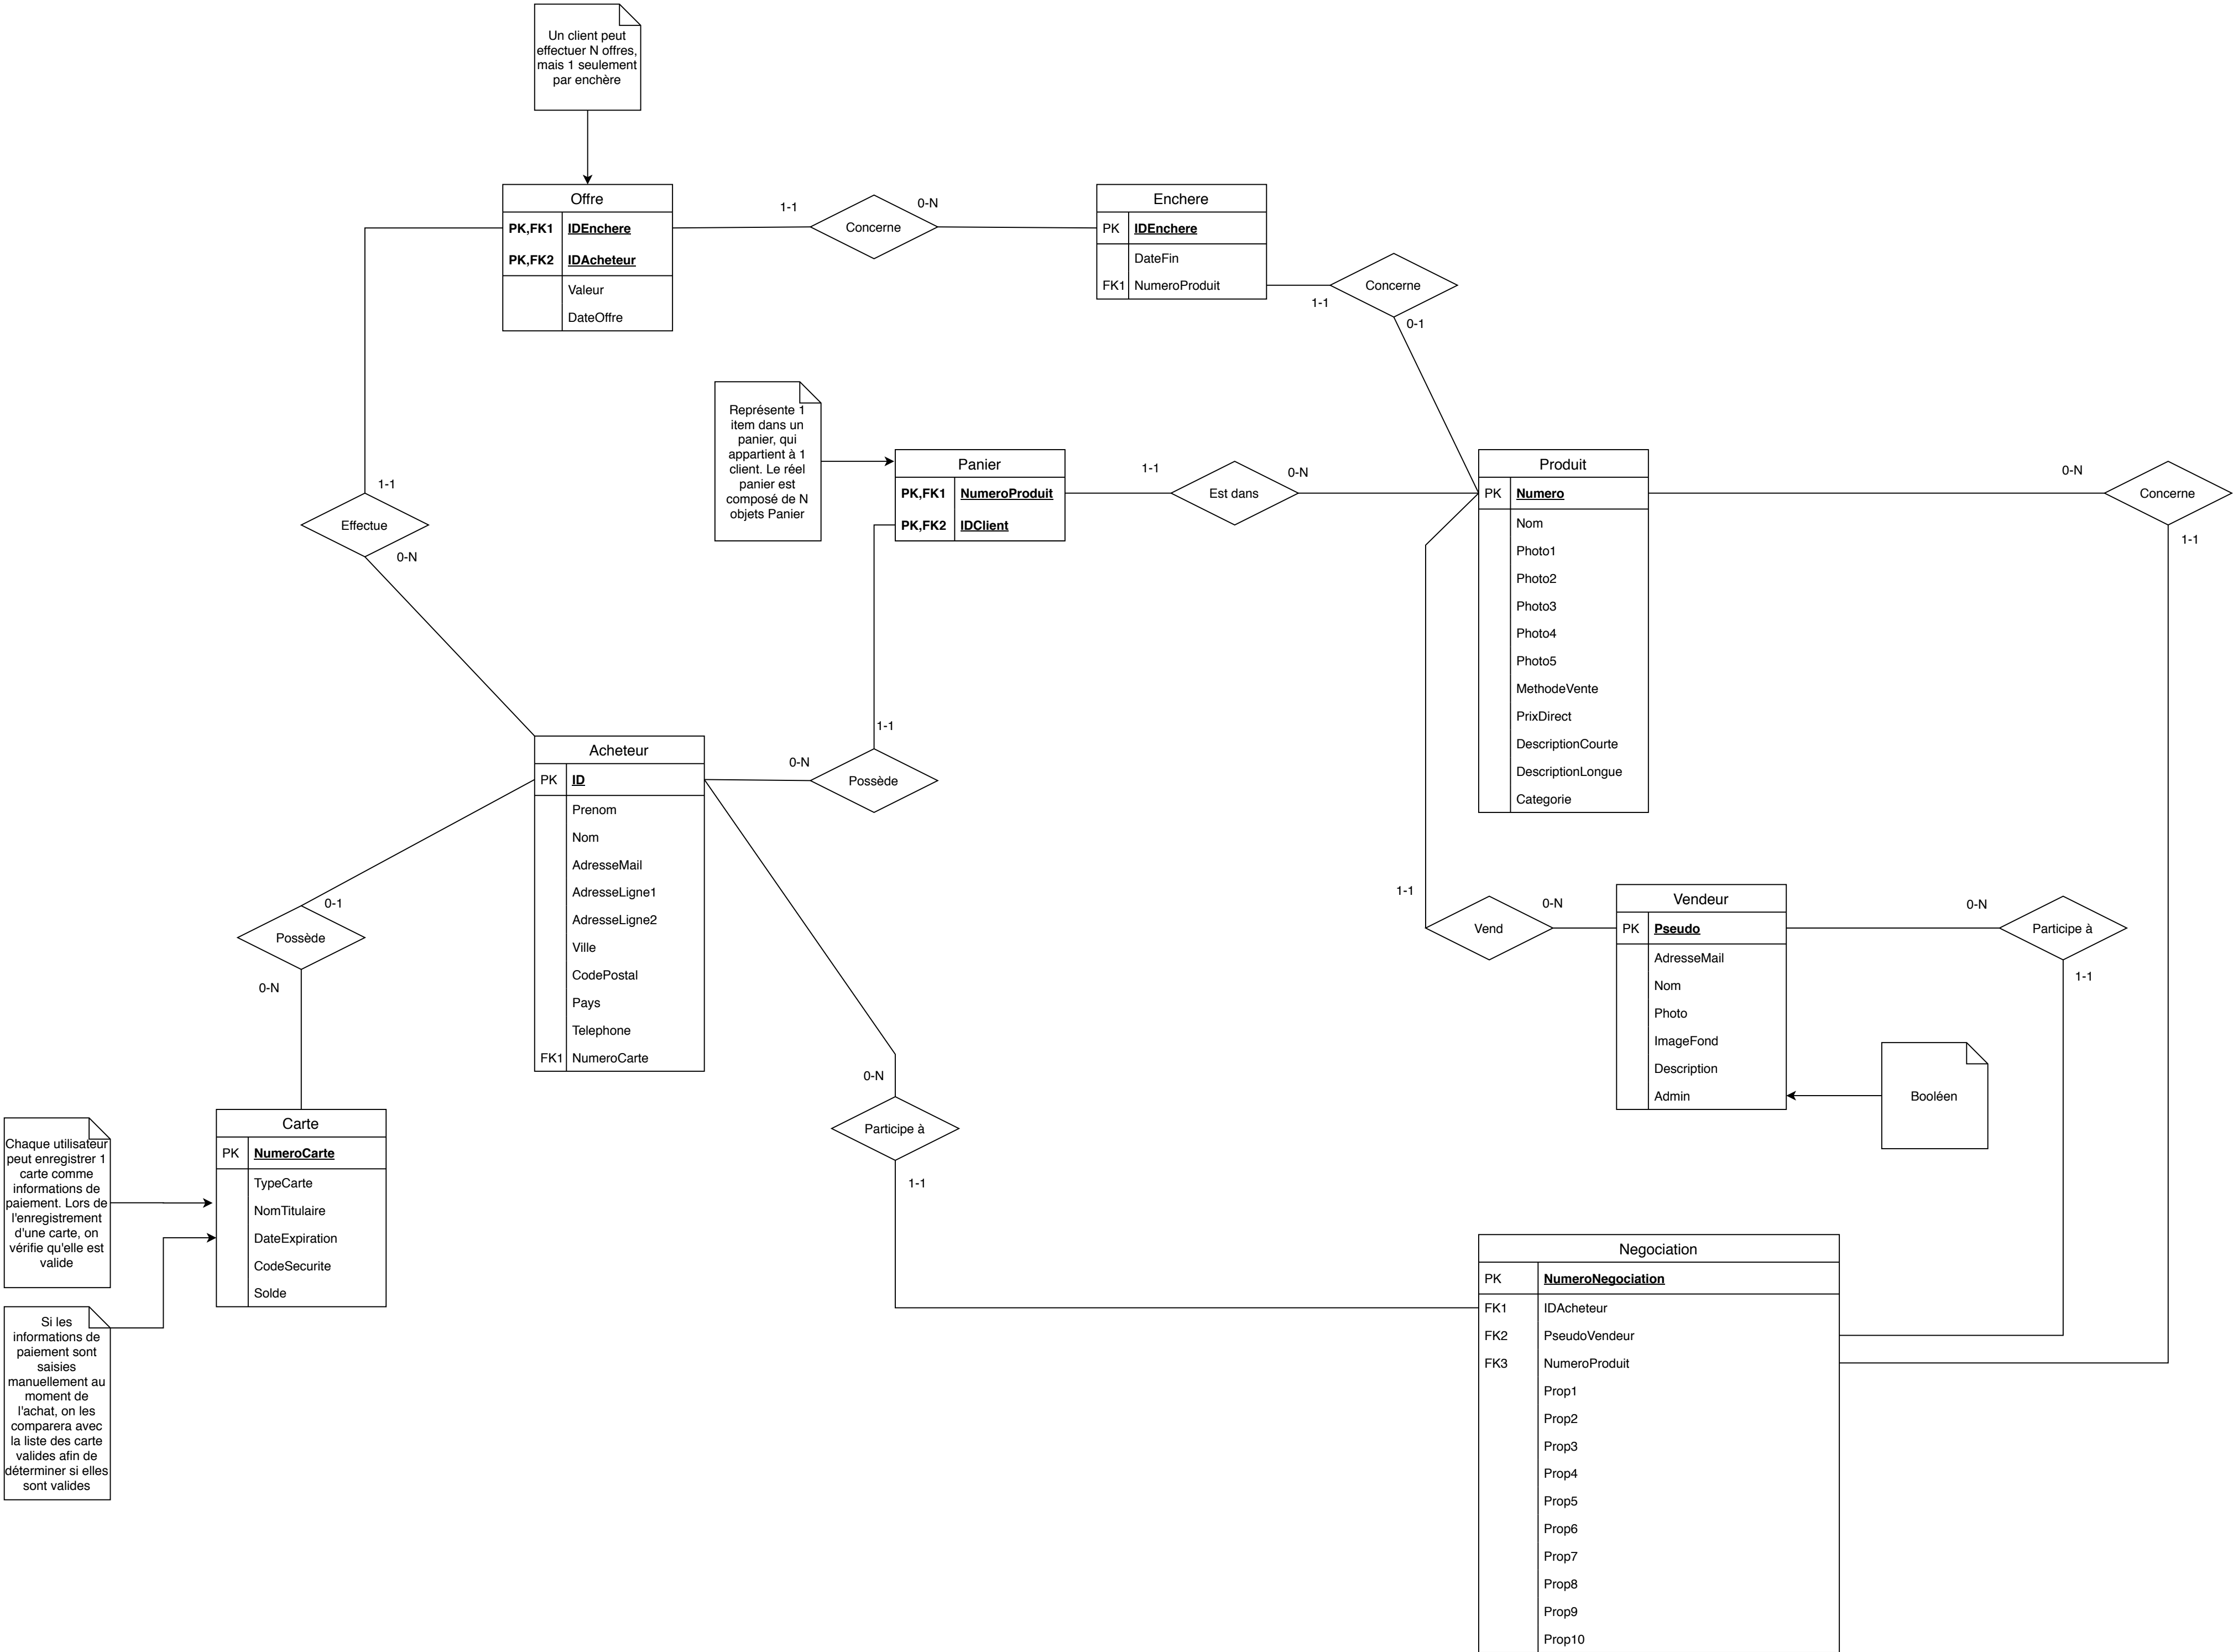 Un client peut
effectuer N offres,
mais 1 seulement
par enchère
Offre
PK,FK1 IDEnchere
PK,FK2 IDAcheteur
Valeur
DateOffre
1-1
Concerne
0-N
Enchere
PK IDEnchere
DateFin
FK1 NumeroProduit
1-1
Concerne
0-1
Représente 1
item dans un
panier, qui
appartient à 1
client. Le réel
panier est
composé de N
objets Panier
Panier
PK,FK1 NumeroProduit
PK,FK2 IDClient
1-1
Est dans
0-N
Produit
PK Numero
Nom
Photo1
Photo2
Photo3
Photo4
Photo5
MethodeVente
PrixDirect
DescriptionCourte
DescriptionLongue
Categorie
0-N
Concerne
1-1
1-1
Effectue
0-N
Acheteur
PK ID
Prenom
Nom
AdresseMail
AdresseLigne1
AdresseLigne2
Ville
CodePostal
Pays
Telephone
FK1 NumeroCarte
0-N
1-1
Possède
0-1
Possède
0-N
1-1
Vend
0-N
Vendeur
PK Pseudo
AdresseMail
Nom
Photo
ImageFond
Description
Admin
0-N
Participe à
1-1
Booléen
0-N
Participe à
1-1
Carte
PK NumeroCarte
TypeCarte
NomTitulaire
DateExpiration
CodeSecurite
Solde
Chaque utilisateur
peut enregistrer 1
carte comme
informations de
paiement. Lors de
l'enregistrement
d'une carte, on
vérifie qu'elle est
valide
Si les
informations de
paiement sont
saisies
manuellement au
moment de
l'achat, on les
comparera avec
la liste des carte
valides afin de
déterminer si elles
sont valides
Negociation
PK NumeroNegociation
FK1 IDAcheteur
FK2 PseudoVendeur
FK3 NumeroProduit
Prop1
Prop2
Prop3
Prop4
Prop5
Prop6
Prop7
Prop8
Prop9
Prop10